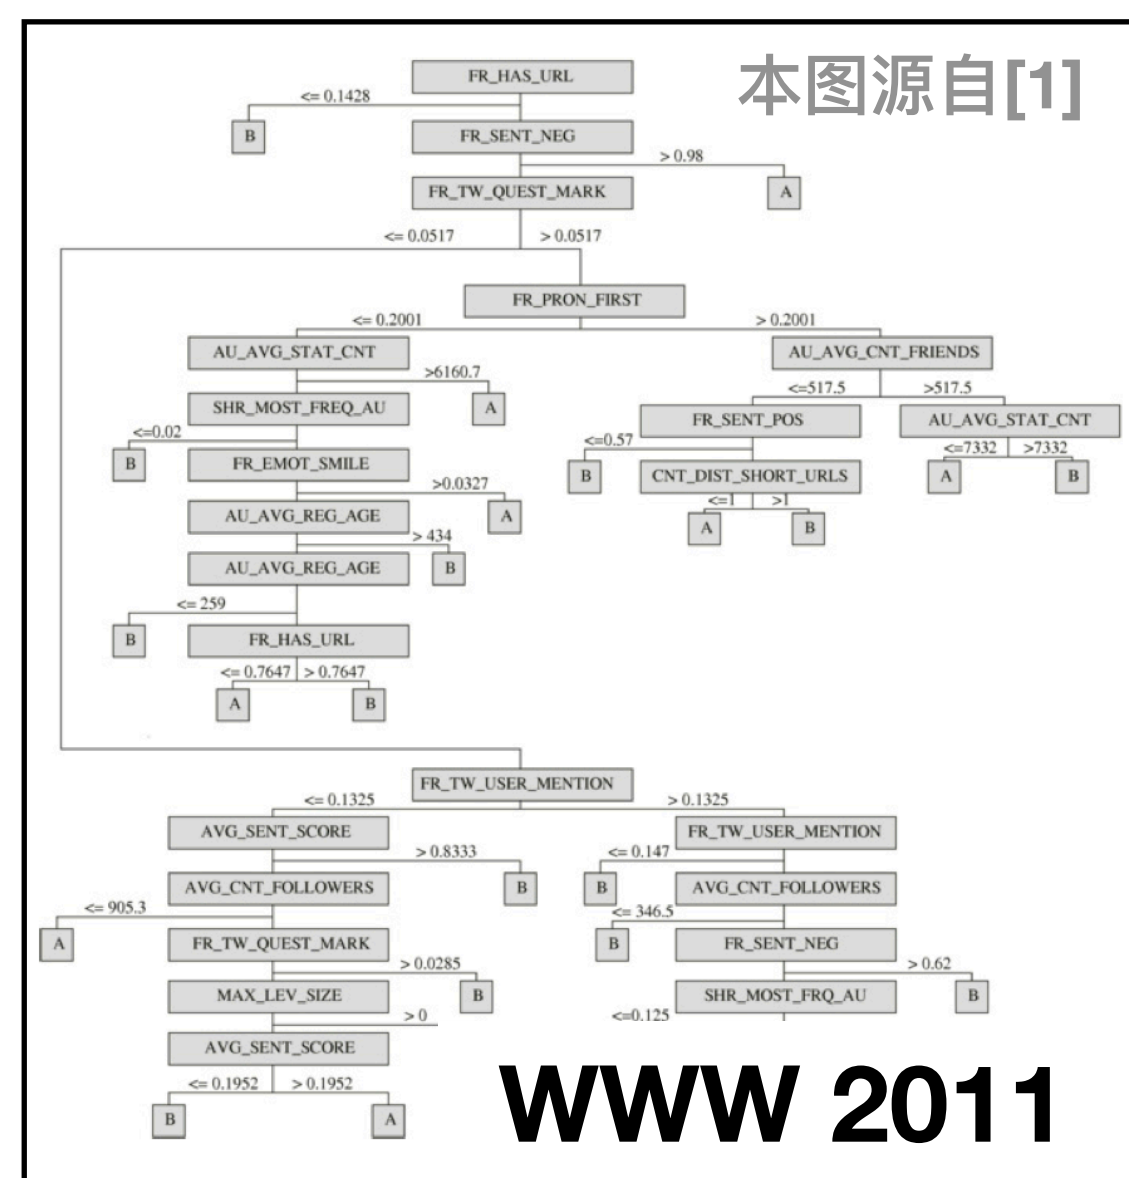 本图源自[1]
FR_HAS_URL
<= 0.1428
B
FR_SENT_NEG
> 0.98
FR_TW_QUEST_MARK
A
<= 0.0517 > 0.0517
FR_PRON_FIRST
<= 0.2001 > 0.2001
AU_AVG_STAT_CNT AU_AVG_CNT_FRIENDS
>6160.7 <=517.5 >517.5
SHR_MOST_FREQ_AU A FR_SENT_POS AU_AVG_STAT_CNT
<=0.02 <=0.57 <=7332 >7332
B FR_EMOT_SMILE B CNT_DIST_SHORT_URLS A B
>0.0327 <=1 >1
AU_AVG_REG_AGE A A B
> 434
AU_AVG_REG_AGE B
<= 259
B FR_HAS_URL
<= 0.7647 > 0.7647
A B
FR_TW_USER_MENTION
<= 0.1325 > 0.1325
AVG_SENT_SCORE FR_TW_USER_MENTION
> 0.8333 <= 0.147
AVG_CNT_FOLLOWERS B B AVG_CNT_FOLLOWERS
<= 905.3 <= 346.5
A FR_TW_QUEST_MARK B FR_SENT_NEG
> 0.0285 > 0.62
MAX_LEV_SIZE B SHR_MOST_FRQ_AU B
> 0 <=0.125
AVG_SENT_SCORE
<= 0.1952 > 0.1952
B A
WWW 2011